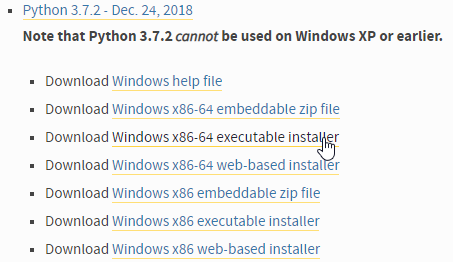 Python 3.7.2 - Dec. 24, 2018
Note that Python 3.7.2 cannot be used on Windows XP or earlier.
Download Windows help file
Download Windows x86-64 embeddable zip file
Download Windows x86-64 executable installer
Download Windows x86-64 web-based installer
Download Windows x86 embeddable zip file
Download Windows x86 executable installer
Download Windows x86 web-based installer